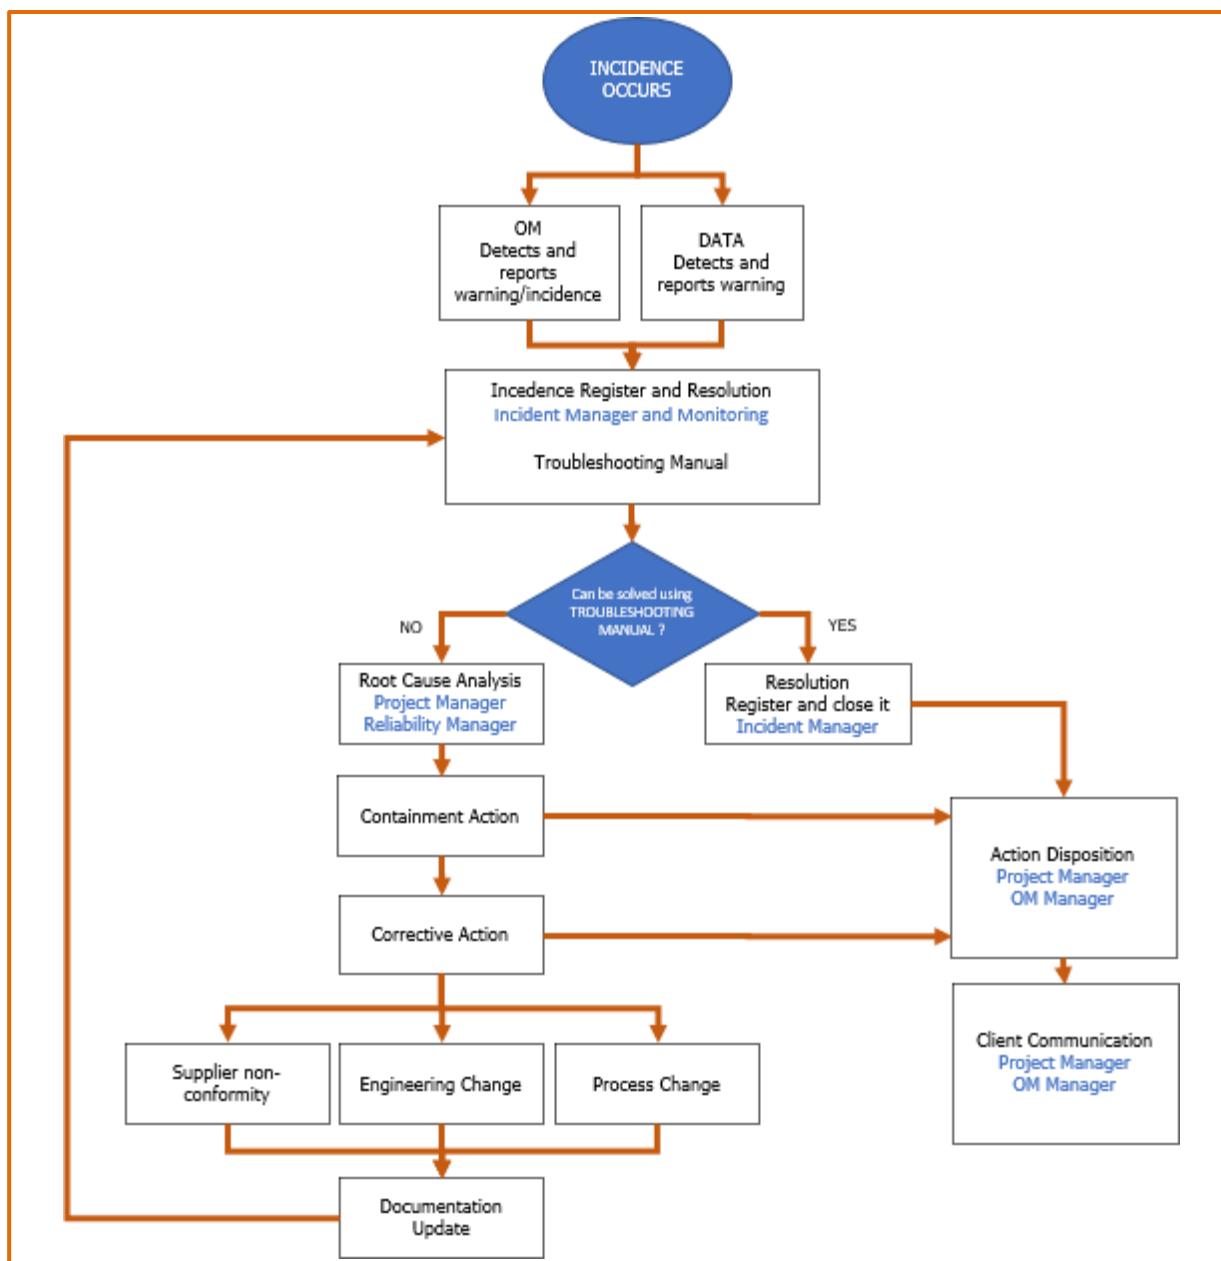 INCIDENCE
OCCURS
OM
Detects and
reports
warning/incidence
DATA
Detects and
reports warning
Incedence Register and Resolution
Incident Manager and Monitoring
Troubleshooting Manual
Can be solved using
TROUBLESHOOTING
MANUAL ?
NO
YES
Root Cause Analysis
Project Manager
Reliability Manager
Resolution
Register and close it
Incident Manager
Containment Action
Action Disposition
Project Manager
OM Manager
Corrective Action
Supplier non-
conformity
Engineering Change
Process Change
Client Communication
Project Manager
OM Manager
Documentation
Update